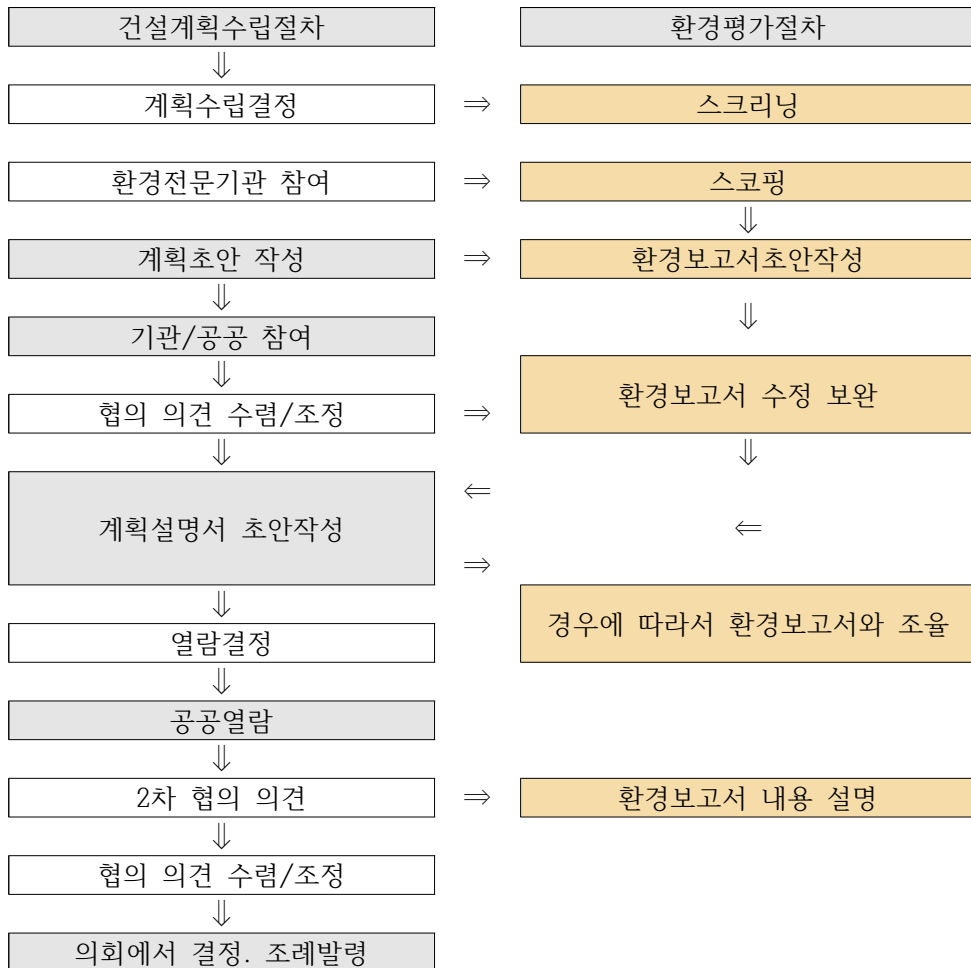 건설계획수립절차
환경평가절차
⇓
계획수립결정
⇒
스크리닝
환경전문기관 참여
⇒
스코핑
⇓
계획초안 작성
⇒
환경보고서초안작성
⇓
⇓
기관/공공 참여
⇓
환경보고서 수정 보완
협의 의견 수렴/조정
⇒
⇓
⇓
⇐
계획설명서 초안작성
⇐
⇒
⇓
경우에 따라서 환경보고서와 조율
열람결정
⇓
공공열람
⇓
2차 협의 의견
⇒
환경보고서 내용 설명
⇓
협의 의견 수렴/조정
⇓
의회에서 결정. 조례발령